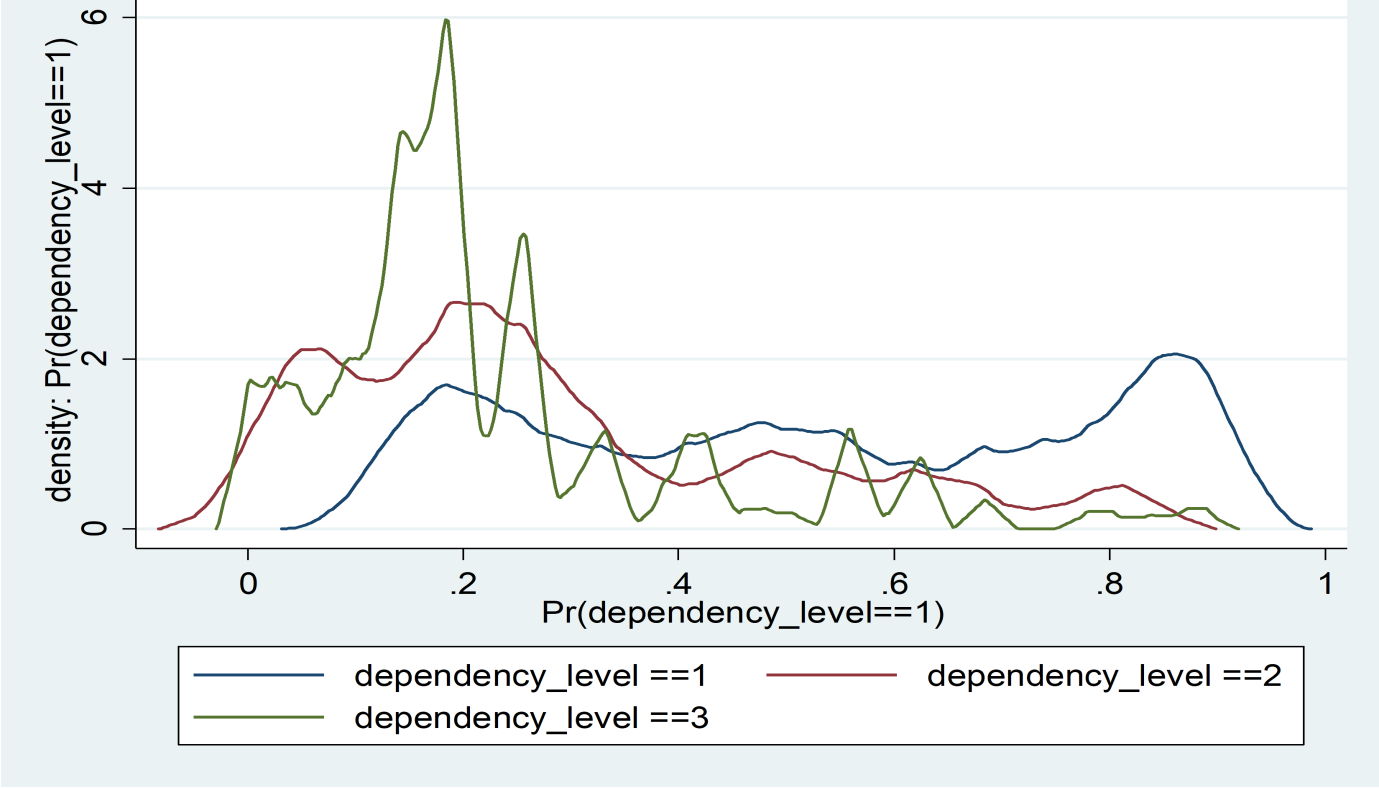 density: Pr(dependency_level==1)
6
4
2
0
0 .2 .4 .6 .8 1
Pr(dependency_level==1)
dependency_level ==1 dependency_level ==2
dependency_level ==3